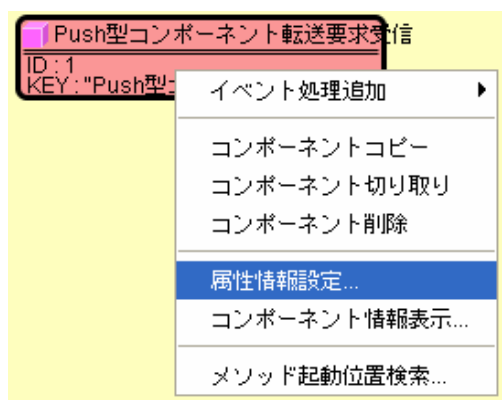 Push型コンポーネント転送要求受信
ID : 1
KEY : "Push型
イベント処理追加
コンポーネントコピー
コンポーネント切り取り
コンポーネント削除
属性情報設定...
コンポーネント情報表示...
メソッド起動位置検索...